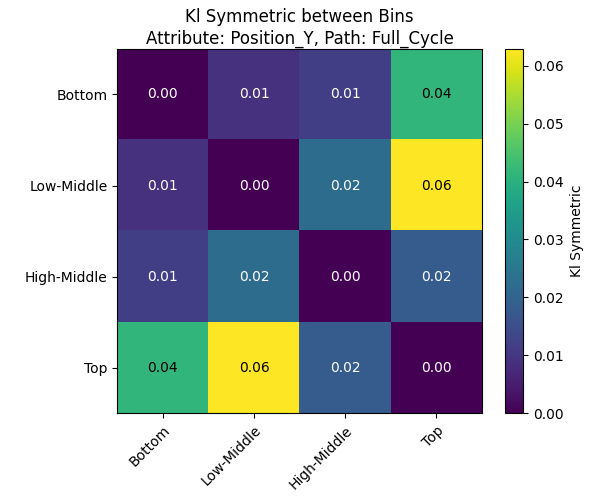 Kl Symmetric between Bins
Attribute: Position_Y, Path: Full_Cycle
Bottom 0.00 0.01 0.01 0.04
Low-Middle 0.01 0.00 0.02 0.06
High-Middle 0.01 0.02 0.00 0.02
Top 0.04 0.06 0.02 0.00
Bottom Low-Middle High-Middle Top
0.06
0.05
0.04
0.03
0.02
0.01
0.00
Kl Symmetric